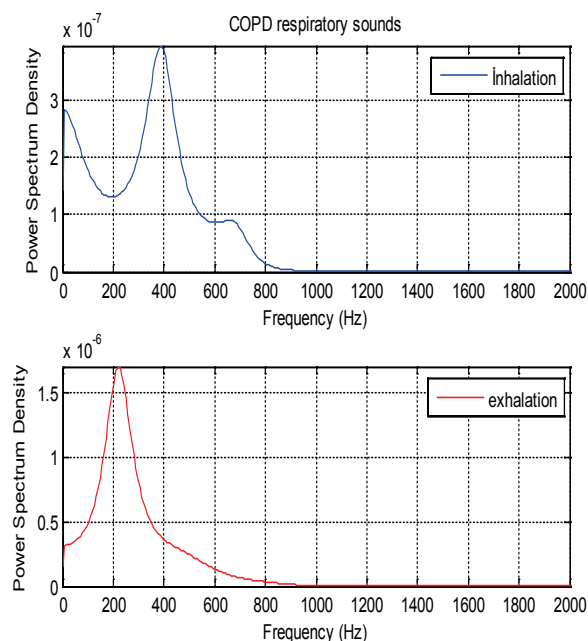 COPD respiratory sounds
x 10^-7
Power Spectrum Density
3
2
1
0
İnhalation
0 200 400 600 800 1000 1200 1400 1600 1800 2000
Frequency (Hz)
x 10^-6
Power Spectrum Density
1.5
1
0.5
0
exhalation
0 200 400 600 800 1000 1200 1400 1600 1800 2000
Frequency (Hz)